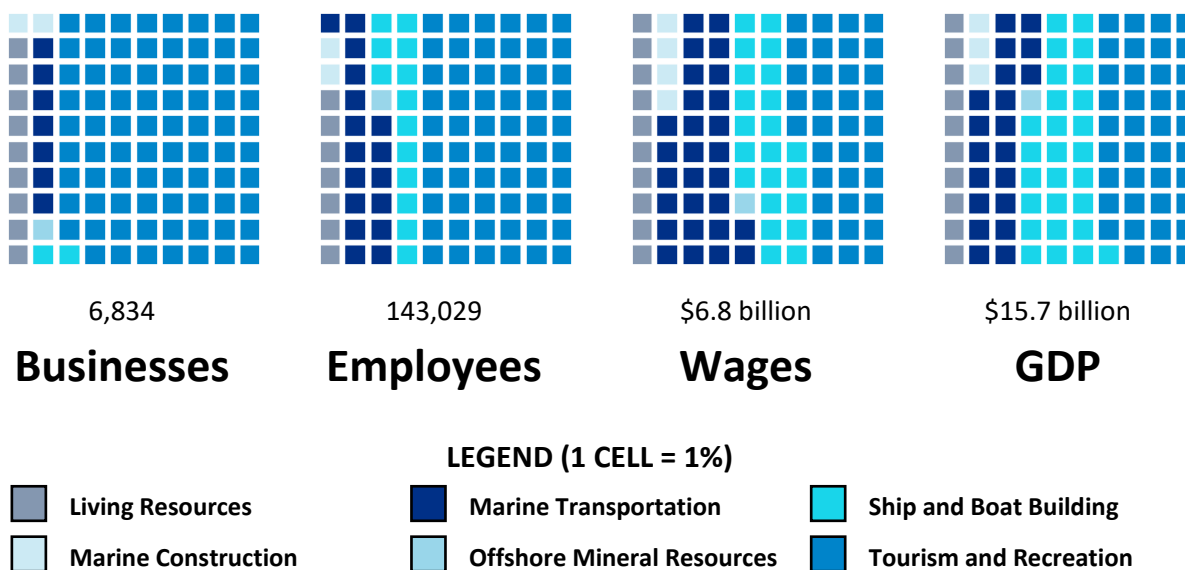 6,834 143,029 $6.8 billion $15.7 billion
Businesses Employees Wages GDP
LEGEND (1 CELL = 1%)
Living Resources Marine Transportation Ship and Boat Building
Marine Construction Offshore Mineral Resources Tourism and Recreation